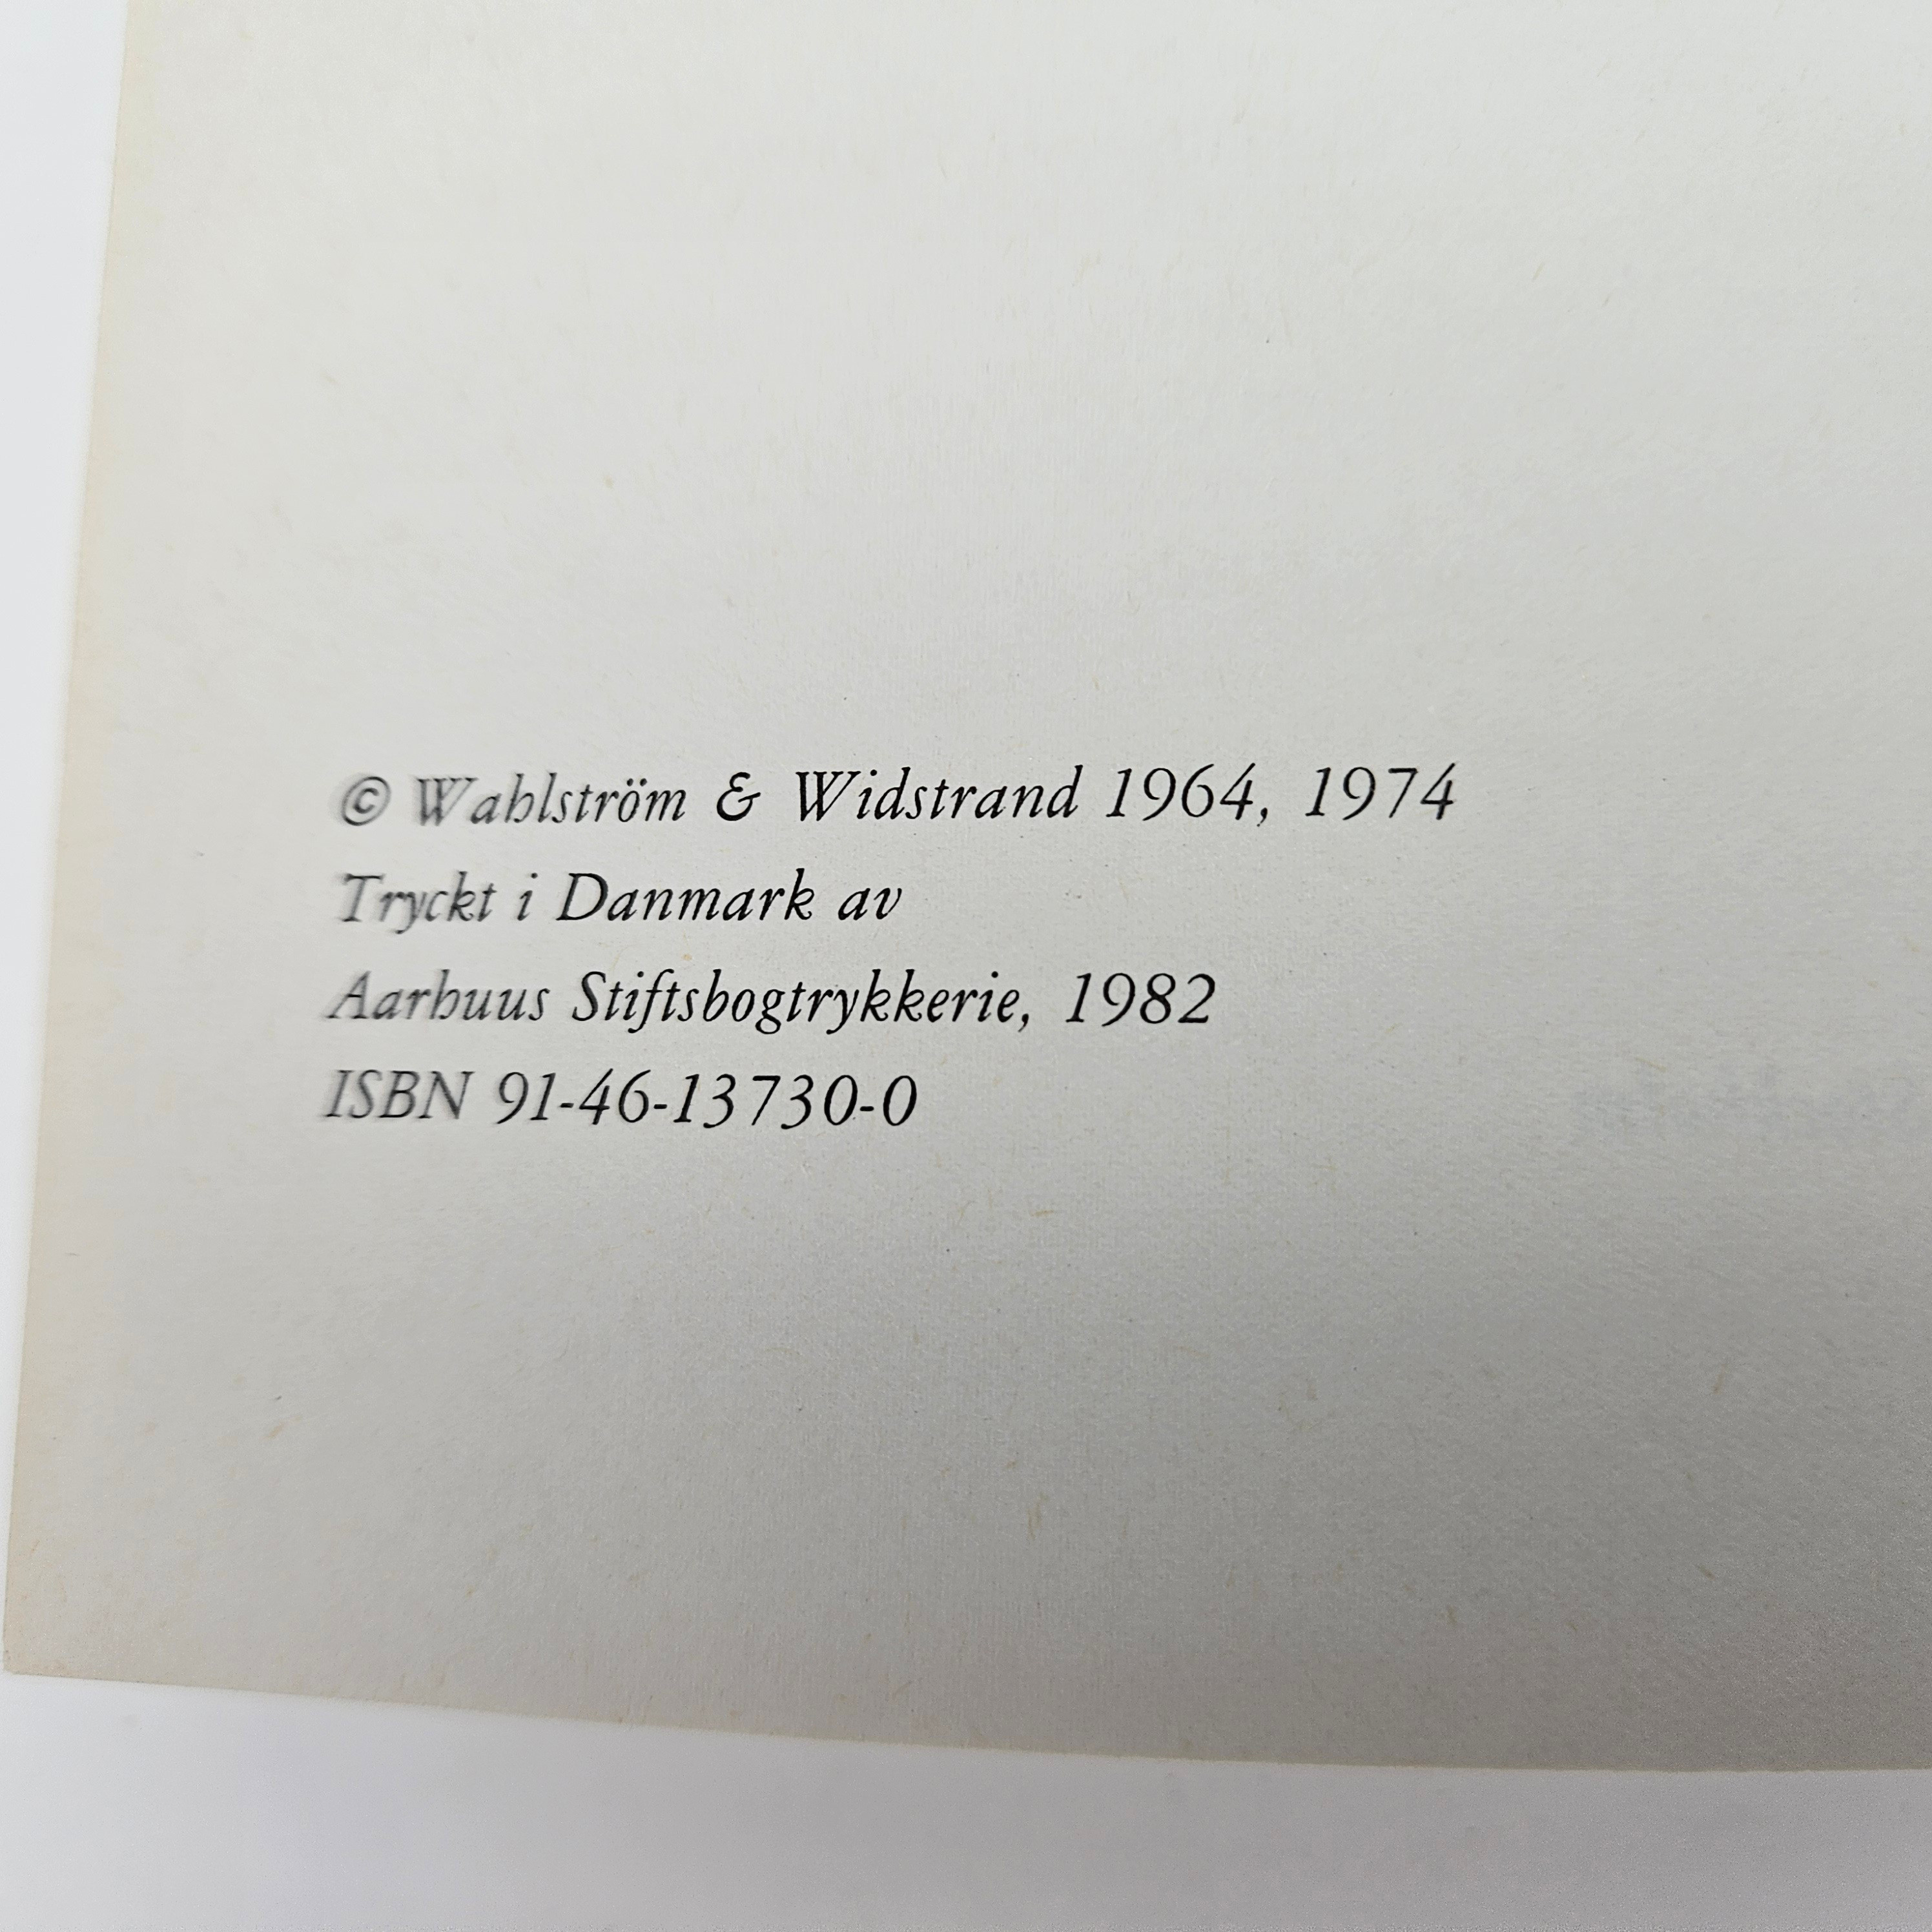 © Wahlström & Widstrand 1964, 1974
Tryckt i Danmark av
Aarhuus Stiftsbogtrykkerie, 1982
ISBN 91-46-13730-0